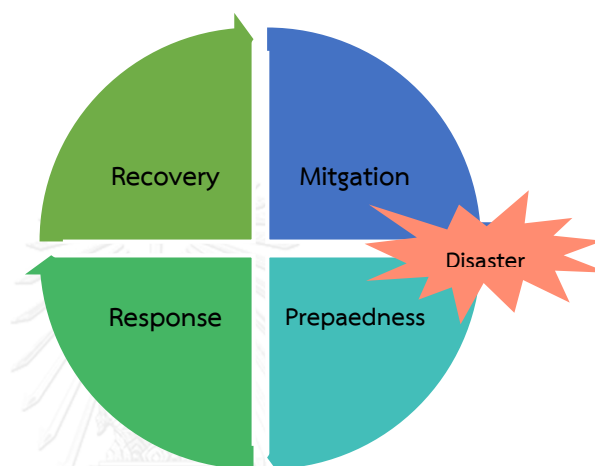 Recovery
Mitgation
Disaster
Response
Prepaedness